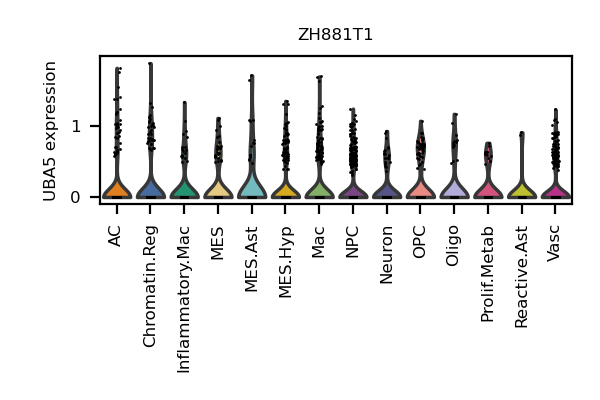 ZH881T1
UBA5 expression
1
0
AC
Chromatin.Reg
Inflammatory.Mac
MES
MES.Ast
MES.Hyp
Mac
NPC
Neuron
OPC
Oligo
Prolif.Metab
Reactive.Ast
Vasc